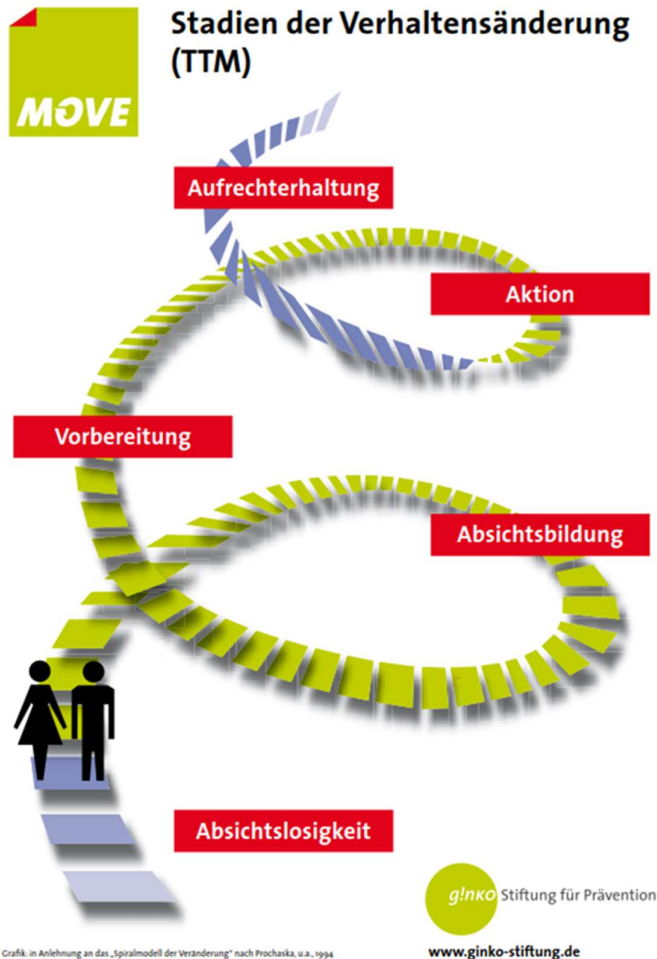 Stadien der Verhaltensänderung
(TTM)
MOVE
Aufrechterhaltung
Aktion
Vorbereitung
Absichtsbildung
Absichtslosigkeit
g!nko Stiftung für Prävention
Grafik: in Anlehnung an das „Spiralmodell der Veränderung" nach Prochaska, u.a., 1994
www.ginko-stiftung.de